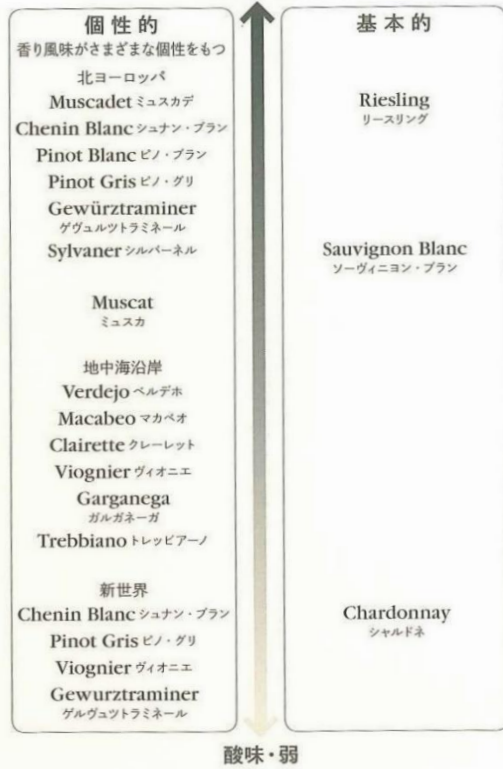 個性的
香り風味がさまざまな個性をもつ
北ヨーロッパ
Muscadet ミュスカデ
Chenin Blanc シュナン・ブラン
Pinot Blanc ピノ・ブラン
Pinot Gris ピノ・グリ
Gewürztraminer
ゲヴュルツトラミネール
Sylvaner シルバーネル
Muscat
ミュスカ
地中海沿岸
Verdejo ベルデホ
Macabeo マカベオ
Clairette クレーレット
Viognier ヴィオニエ
Garganega
ガルガネーガ
Trebbiano トレッビアーノ
新世界
Chenin Blanc シュナン・ブラン
Pinot Gris ピノ・グリ
Viognier ヴィオニエ
Gewurztraminer
ゲルヴュツトラミネール
基本的
Riesling
リースリング
Sauvignon Blanc
ソーヴィニヨン・ブラン
Chardonnay
シャルドネ
酸味・弱